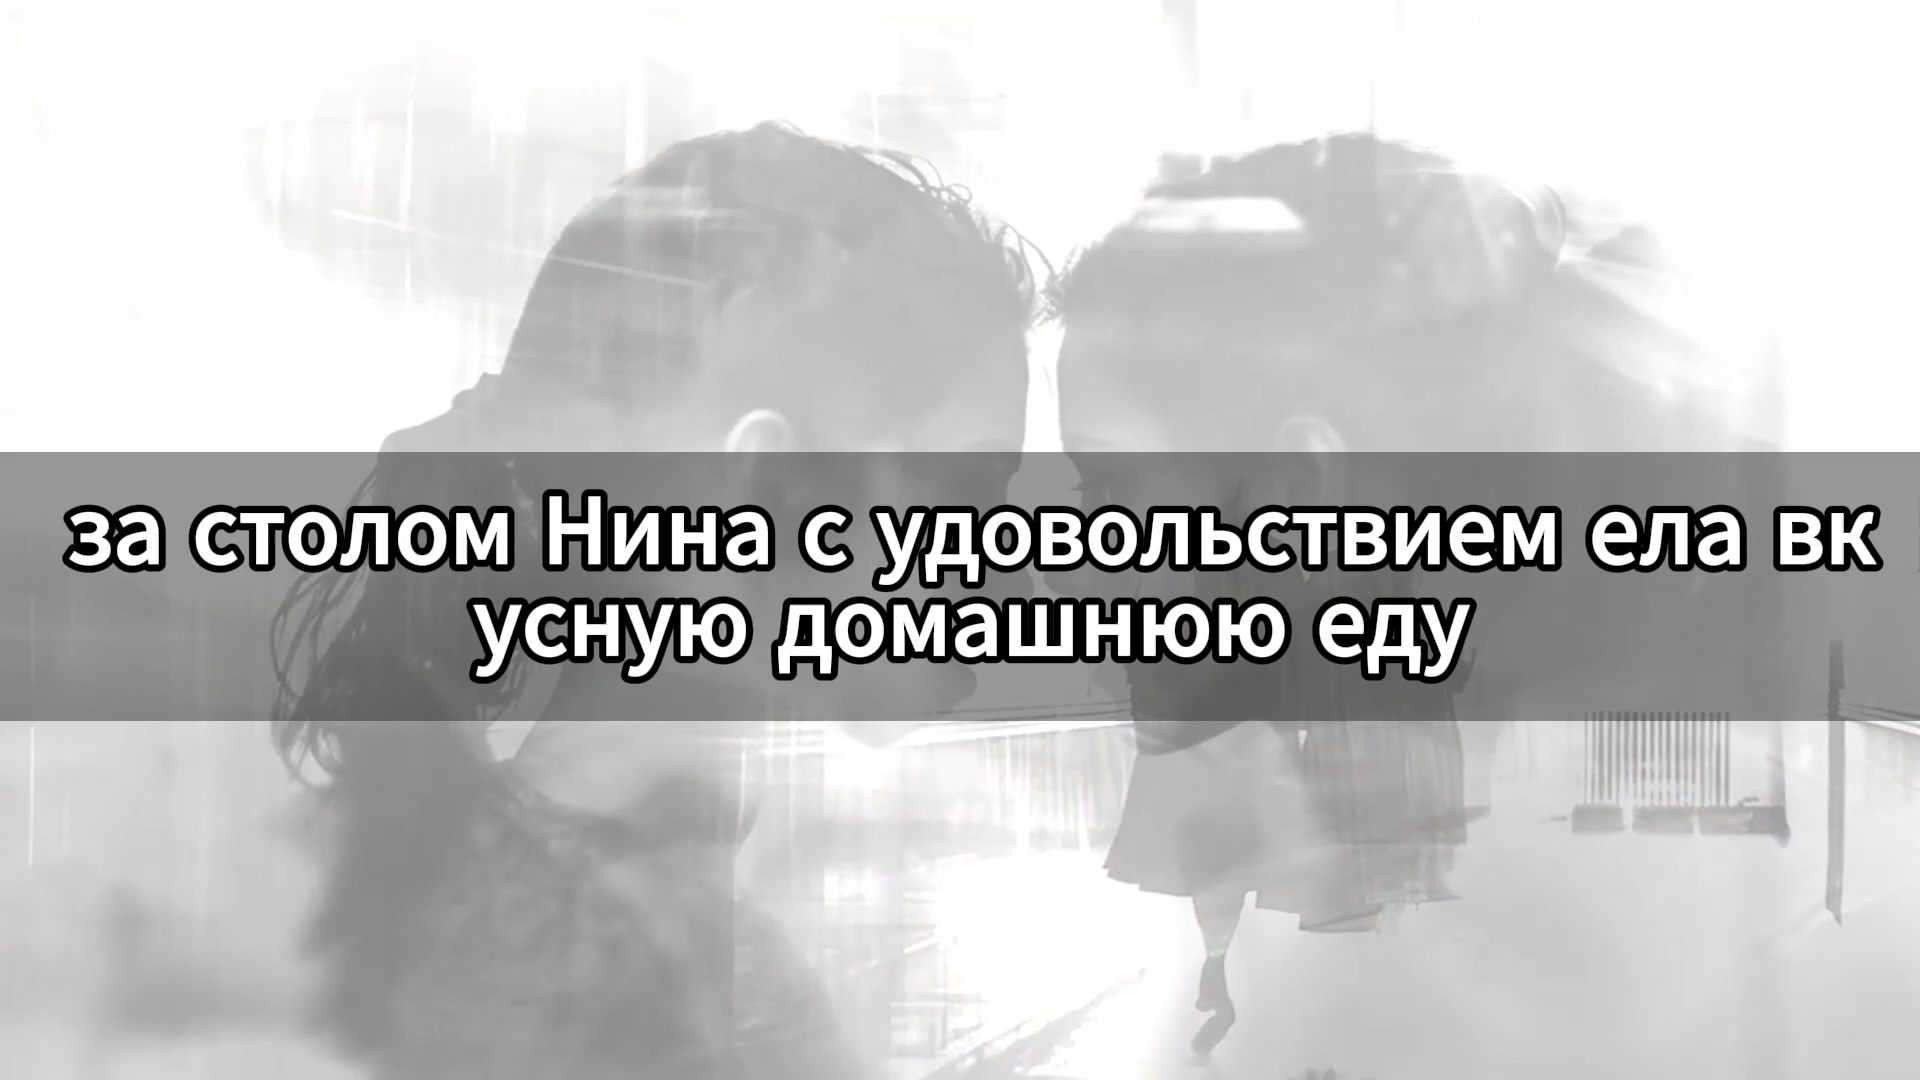 за столом Нина с удовольствием ела вк
усную домашнюю еду